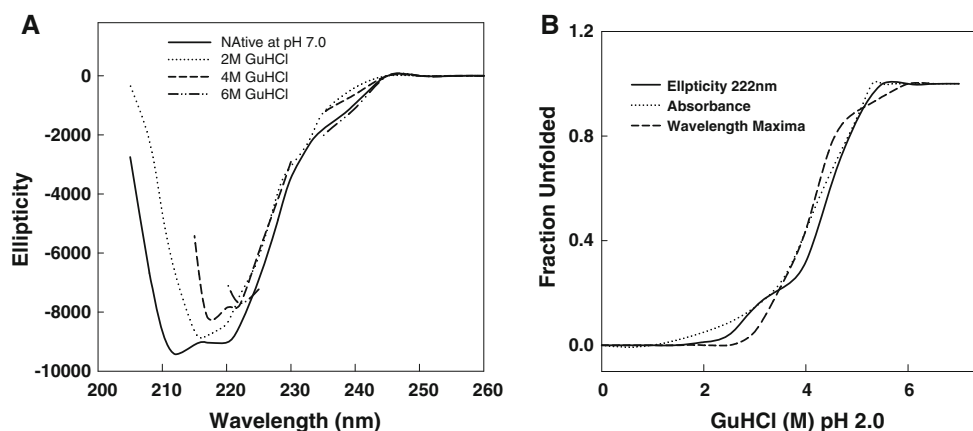 A
NAtive at pH 7.0
2M GuHCl
4M GuHCl
6M GuHCl
0
-2000
-4000
-6000
-8000
-10000
Ellipticity
200 210 220 230 240 250 260
Wavelength (nm)
B
1.2
0.8
0.4
0.0
Fraction Unfolded
Ellpticity 222nm
Absorbance
Wavelength Maxima
0 2 4 6
GuHCl (M) pH 2.0